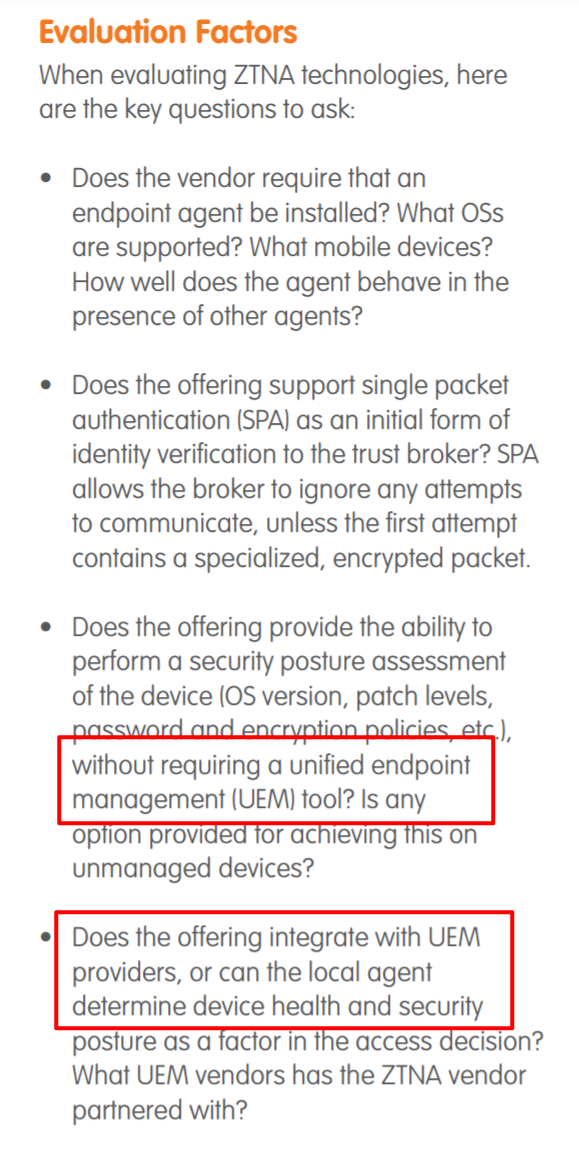 Evaluation Factors
When evaluating ZTNA technologies, here
are the key questions to ask:
• Does the vendor require that an
endpoint agent be installed? What OSs
are supported? What mobile devices?
How well does the agent behave in the
presence of other agents?
• Does the offering support single packet
authentication (SPA) as an initial form of
identity verification to the trust broker? SPA
allows the broker to ignore any attempts
to communicate, unless the first attempt
contains a specialized, encrypted packet.
• Does the offering provide the ability to
perform a security posture assessment
of the device (OS version, patch levels,
password and encryption policies, etc.),
without requiring a unified endpoint
management (UEM) tool? Is any
option provided for achieving this on
unmanaged devices?
• Does the offering integrate with UEM
providers, or can the local agent
determine device health and security
posture as a factor in the access decision?
What UEM vendors has the ZTNA vendor
partnered with?